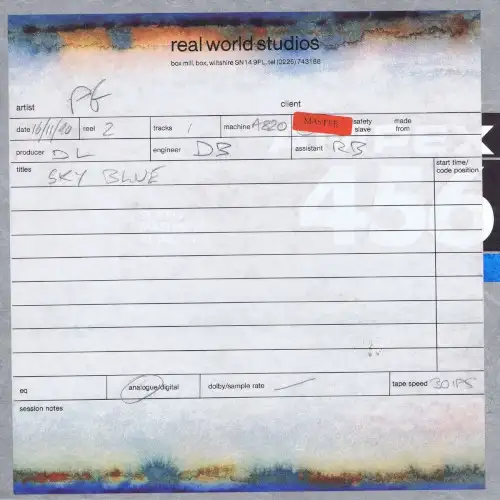 real world studios
box mill, box, wiltshire SN14 9PL, tel (0225) 743188
artist PG client
date 16/11/90 reel 2 tracks 1 machine A820 MASTER safety slave made from
producer DL engineer DB assistant RB
titles SKY BLUE start time/ code position
456
eq analogue/digital dolby/sample rate — tape speed 30 IPS
session notes